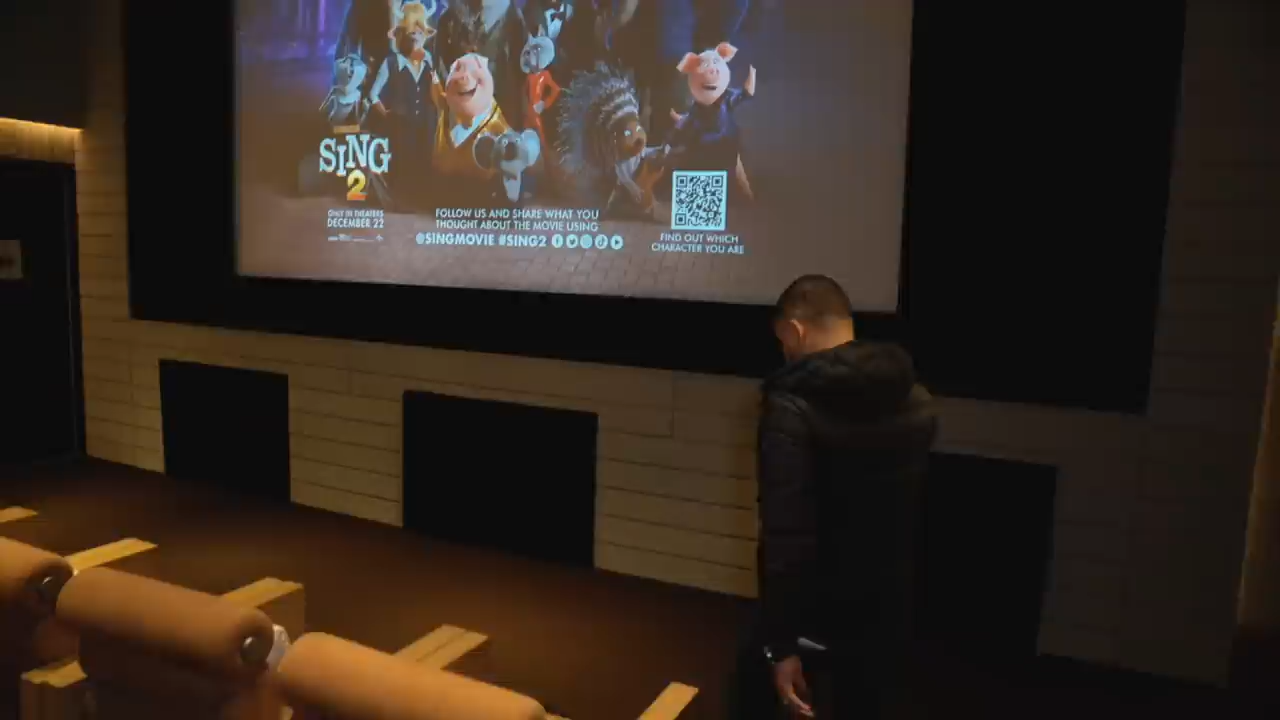 SING
2
ONLY IN THEATERS
DECEMBER 22
FOLLOW US AND SHARE WHAT YOU
THOUGHT ABOUT THE MOVIE USING
@SINGMOVIE #SING2
FIND OUT WHICH
CHARACTER YOU ARE